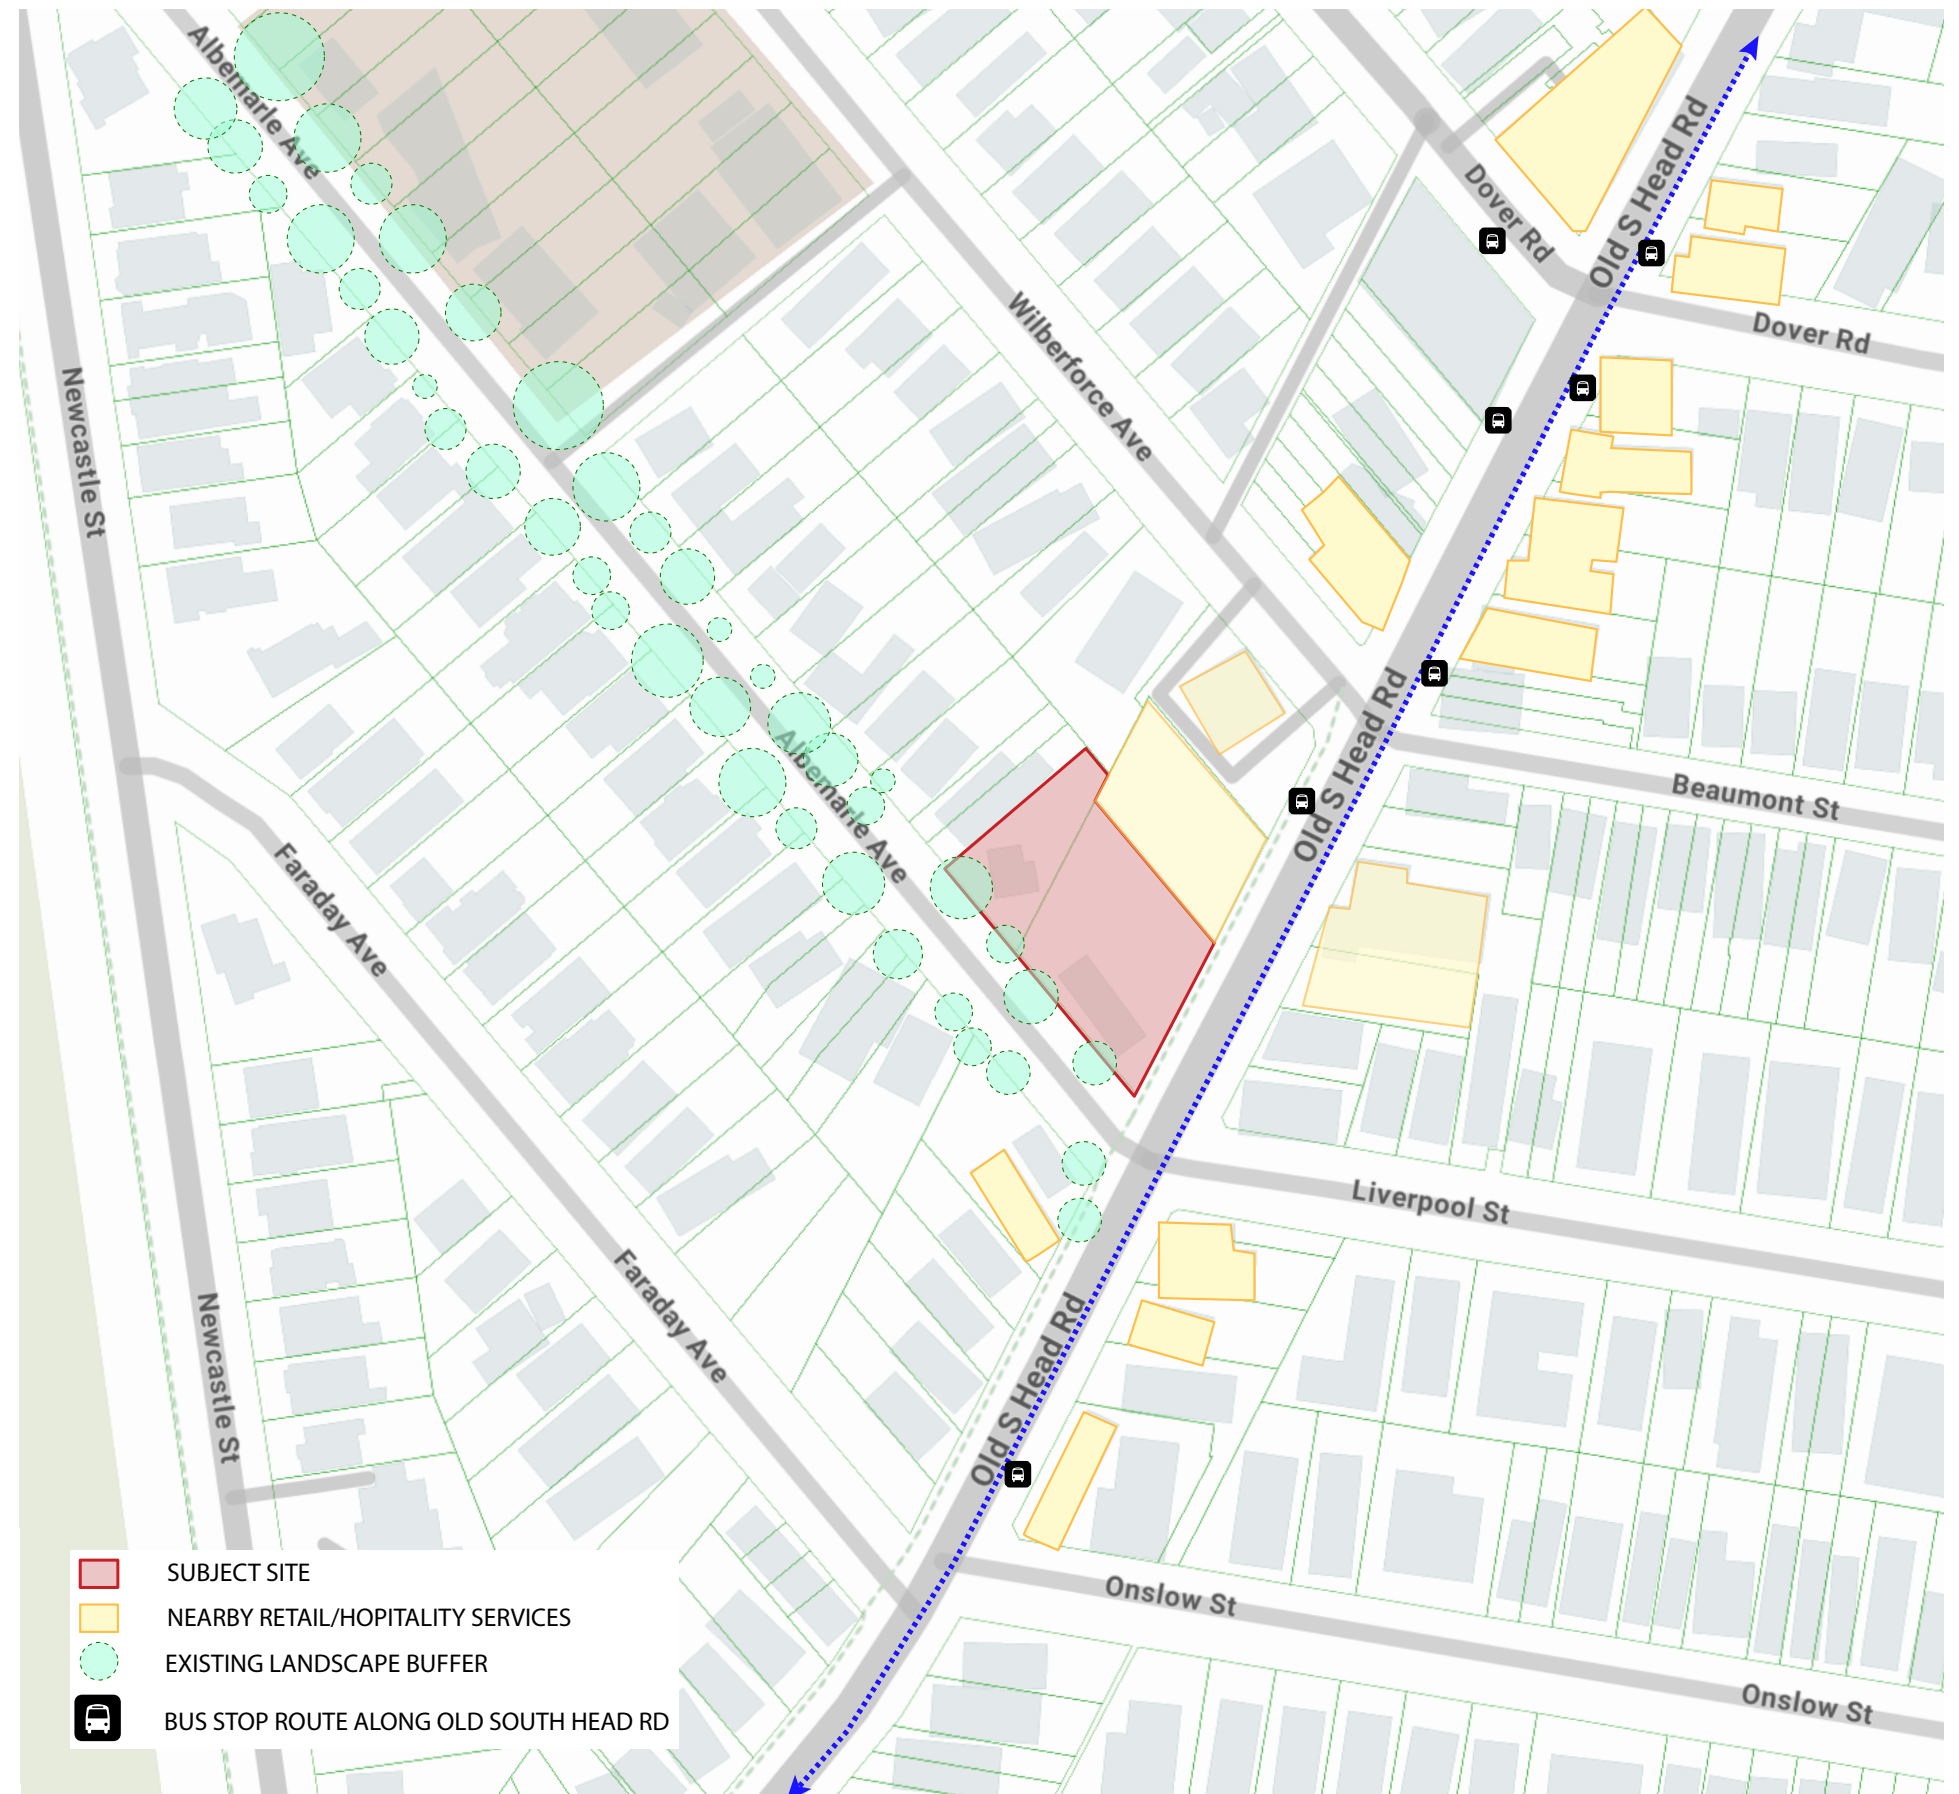 Albemarle Ave
Old S Head Rd
Dover Rd
Dover Rd
Wilberforce Ave
Newcastle St
Old S Head Rd
Albemarle Ave
Beaumont St
Faraday Ave
Liverpool St
Faraday Ave
Old S Head Rd
Newcastle St
Onslow St
Onslow St
SUBJECT SITE
NEARBY RETAIL/HOPITALITY SERVICES
EXISTING LANDSCAPE BUFFER
BUS STOP ROUTE ALONG OLD SOUTH HEAD RD